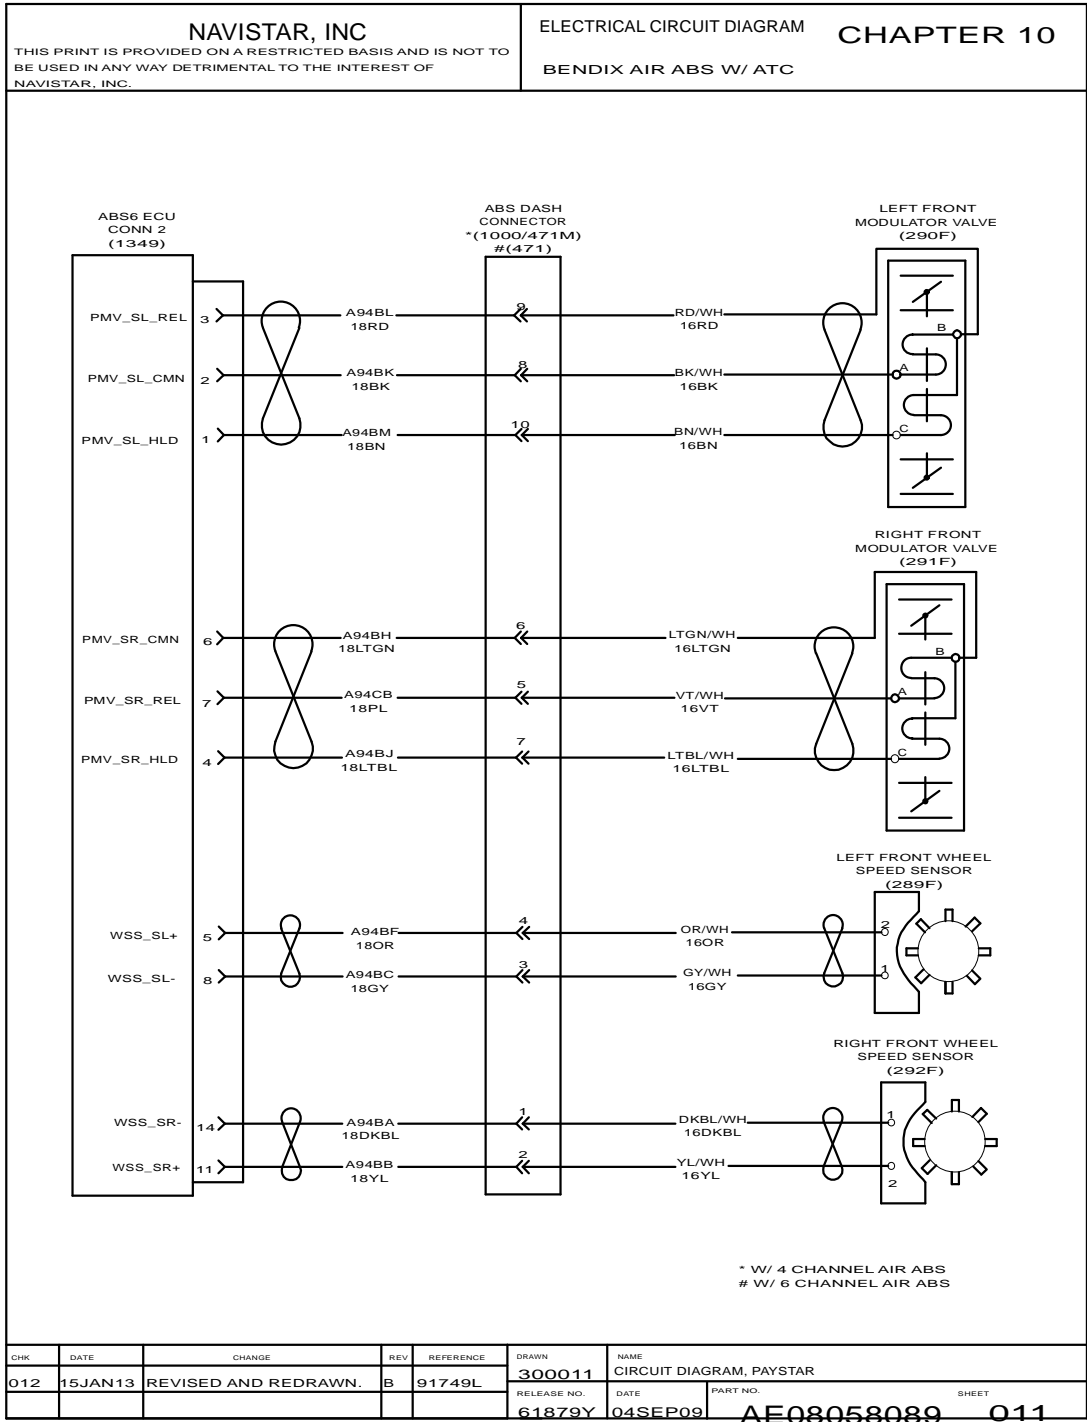 NAVISTAR, INC
THIS PRINT IS PROVIDED ON A RESTRICTED BASIS AND IS NOT TO
BE USED IN ANY WAY DETRIMENTAL TO THE INTEREST OF
NAVISTAR, INC.
ELECTRICAL CIRCUIT DIAGRAM
CHAPTER 10
BENDIX AIR ABS W/ ATC
ABS6 ECU
CONN 2
(1349)
ABS DASH
CONNECTOR
*(1000/471M)
#(471)
LEFT FRONT
MODULATOR VALVE
(290F)
PMV_SL_REL 3 A94BL 9 RD/WH
18RD 16RD
B
PMV_SL_CMN 2 A94BK 8 BK/WH A
18BK 16BK
PMV_SL_HLD 1 A94BM 10 BN/WH C
18BN 16BN
RIGHT FRONT
MODULATOR VALVE
(291F)
PMV_SR_CMN 6 A94BH 6 LTGN/WH
18LTGN 16LTGN
B
PMV_SR_REL 7 A94CB 5 VT/WH A
18PL 16VT
PMV_SR_HLD 4 A94BJ 7 LTBL/WH C
18LTBL 16LTBL
LEFT FRONT WHEEL
SPEED SENSOR
(289F)
WSS_SL+ 5 A94BF 4 OR/WH 2
18OR 16OR
WSS_SL- 8 A94BC 3 GY/WH 1
18GY 16GY
RIGHT FRONT WHEEL
SPEED SENSOR
(292F)
WSS_SR- 14 A94BA 1 DKBL/WH 1
18DKBL 16DKBL
WSS_SR+ 11 A94BB 2 YL/WH 2
18YL 16YL
* W/ 4 CHANNEL AIR ABS
# W/ 6 CHANNEL AIR ABS
CHK DATE CHANGE REV REFERENCE
012 15JAN13 REVISED AND REDRAWN. B 91749L
DRAWN
300011
NAME
CIRCUIT DIAGRAM, PAYSTAR
RELEASE NO.
61879Y
DATE
04SEP09
PART NO.
AE08058089
SHEET
011